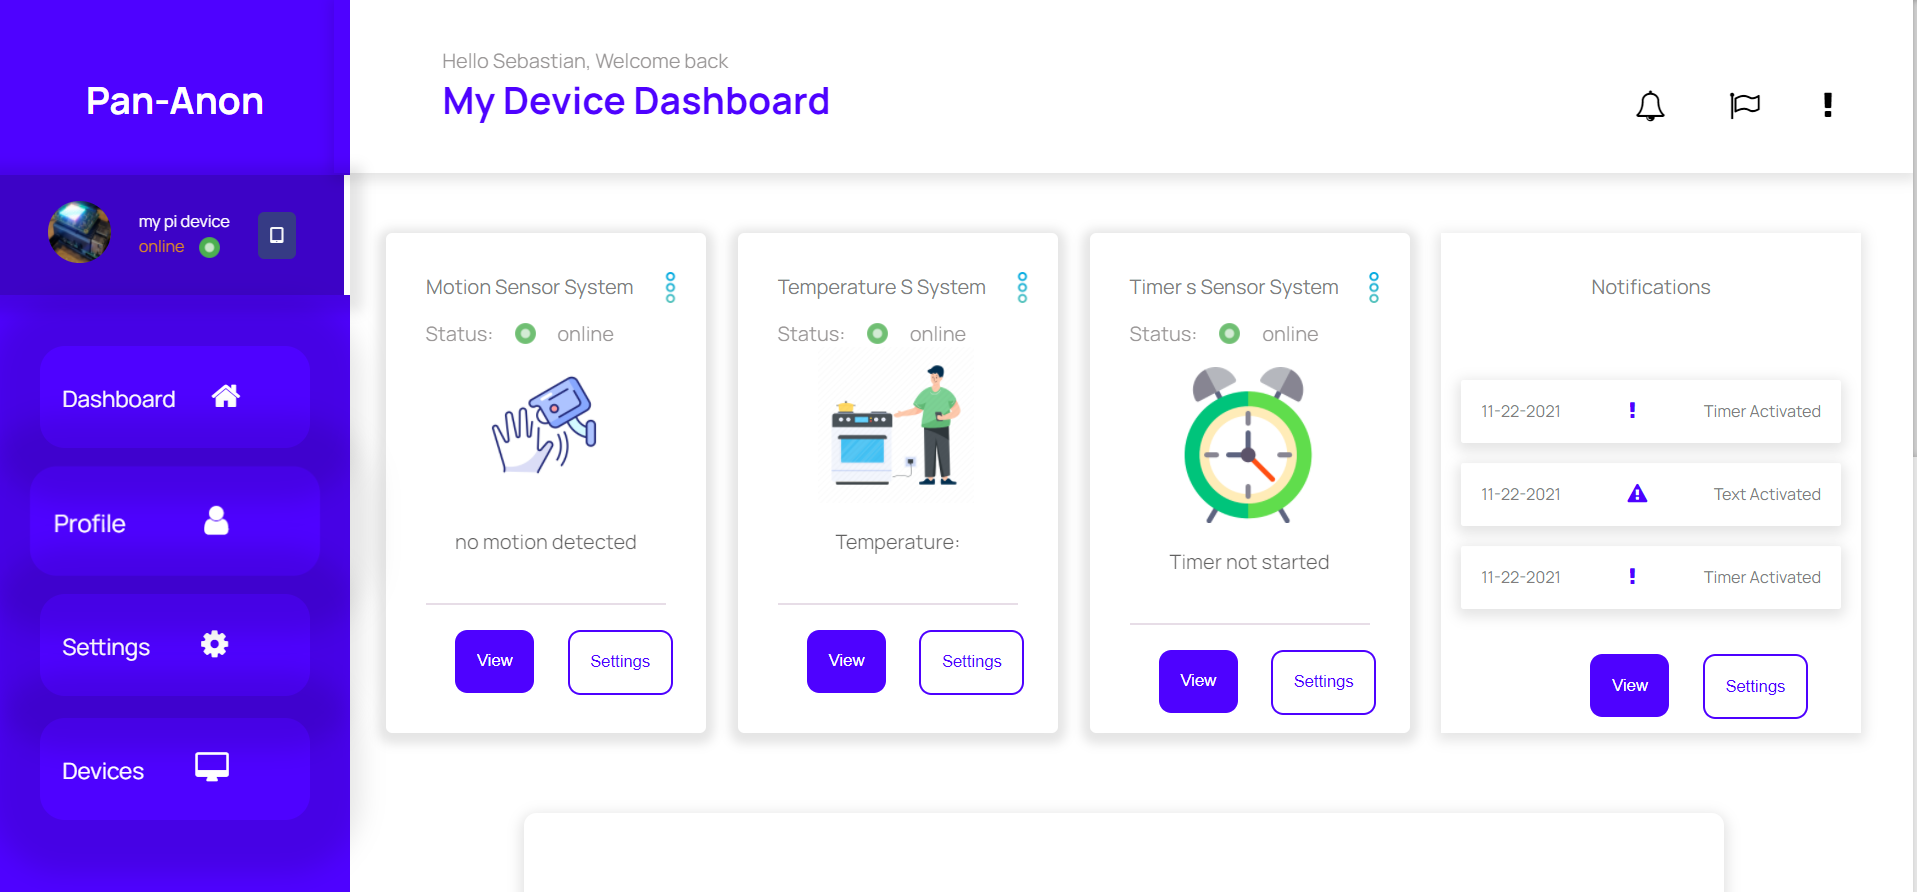 Pan-Anon
my pi device
online
Dashboard
Profile
Settings
Devices
Hello Sebastian, Welcome back
My Device Dashboard
Motion Sensor System
Status: online
no motion detected
View Settings
Temperature S System
Status: online
Temperature:
View Settings
Timer s Sensor System
Status: online
Timer not started
View Settings
Notifications
11-22-2021 ! Timer Activated
11-22-2021 Text Activated
11-22-2021 ! Timer Activated
View Settings